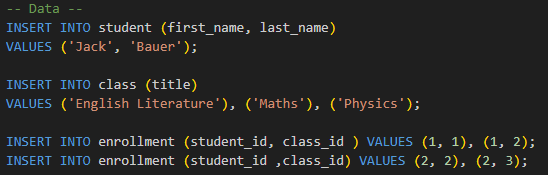 -- Data --
INSERT INTO student (first_name, last_name)
VALUES ('Jack', 'Bauer');
INSERT INTO class (title)
VALUES ('English Literature'), ('Maths'), ('Physics');
INSERT INTO enrollment (student_id, class_id ) VALUES (1, 1), (1, 2);
INSERT INTO enrollment (student_id ,class_id) VALUES (2, 2), (2, 3);